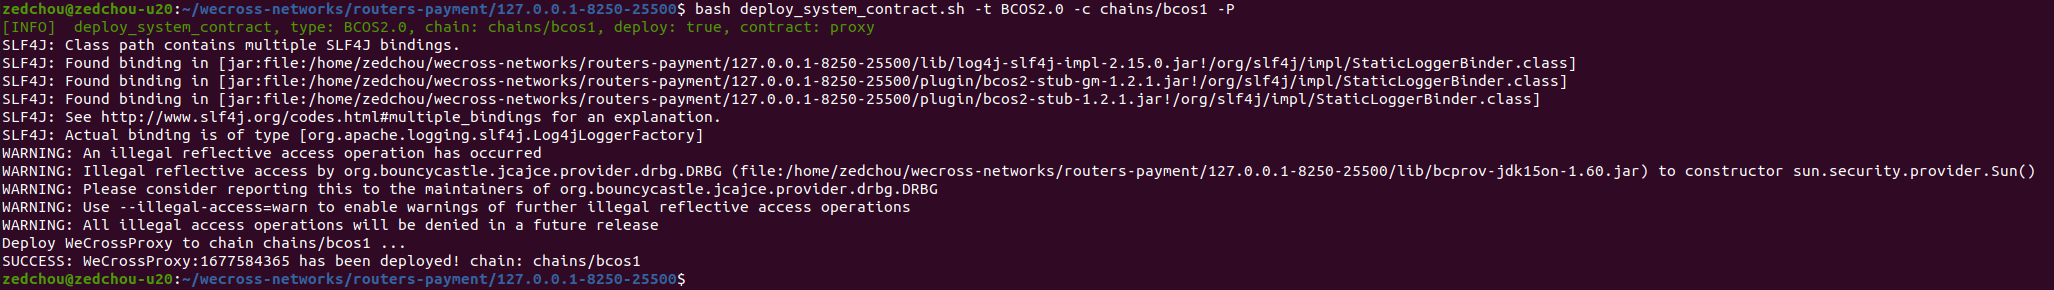 zedchou@zedchou-u20:~/wecross-networks/routers-payment/127.0.0.1-8250-25500$ bash deploy_system_contract.sh -t BCOS2.0 -c chains/bcos1 -P
[INFO]  deploy_system_contract, type: BCOS2.0, chain: chains/bcos1, deploy: true, contract: proxy
SLF4J: Class path contains multiple SLF4J bindings.
SLF4J: Found binding in [jar:file:/home/zedchou/wecross-networks/routers-payment/127.0.0.1-8250-25500/lib/log4j-slf4j-impl-2.15.0.jar!/org/slf4j/impl/StaticLoggerBinder.class]
SLF4J: Found binding in [jar:file:/home/zedchou/wecross-networks/routers-payment/127.0.0.1-8250-25500/plugin/bcos2-stub-gm-1.2.1.jar!/org/slf4j/impl/StaticLoggerBinder.class]
SLF4J: Found binding in [jar:file:/home/zedchou/wecross-networks/routers-payment/127.0.0.1-8250-25500/plugin/bcos2-stub-1.2.1.jar!/org/slf4j/impl/StaticLoggerBinder.class]
SLF4J: See http://www.slf4j.org/codes.html#multiple_bindings for an explanation.
SLF4J: Actual binding is of type [org.apache.logging.slf4j.Log4jLoggerFactory]
WARNING: An illegal reflective access operation has occurred
WARNING: Illegal reflective access by org.bouncycastle.jcajce.provider.drbg.DRBG (file:/home/zedchou/wecross-networks/routers-payment/127.0.0.1-8250-25500/lib/bcprov-jdk15on-1.60.jar) to constructor sun.security.provider.Sun()
WARNING: Please consider reporting this to the maintainers of org.bouncycastle.jcajce.provider.drbg.DRBG
WARNING: Use --illegal-access=warn to enable warnings of further illegal reflective access operations
WARNING: All illegal access operations will be denied in a future release
Deploy WeCrossProxy to chain chains/bcos1 ...
SUCCESS: WeCrossProxy:1677584365 has been deployed! chain: chains/bcos1
zedchou@zedchou-u20:~/wecross-networks/routers-payment/127.0.0.1-8250-25500$